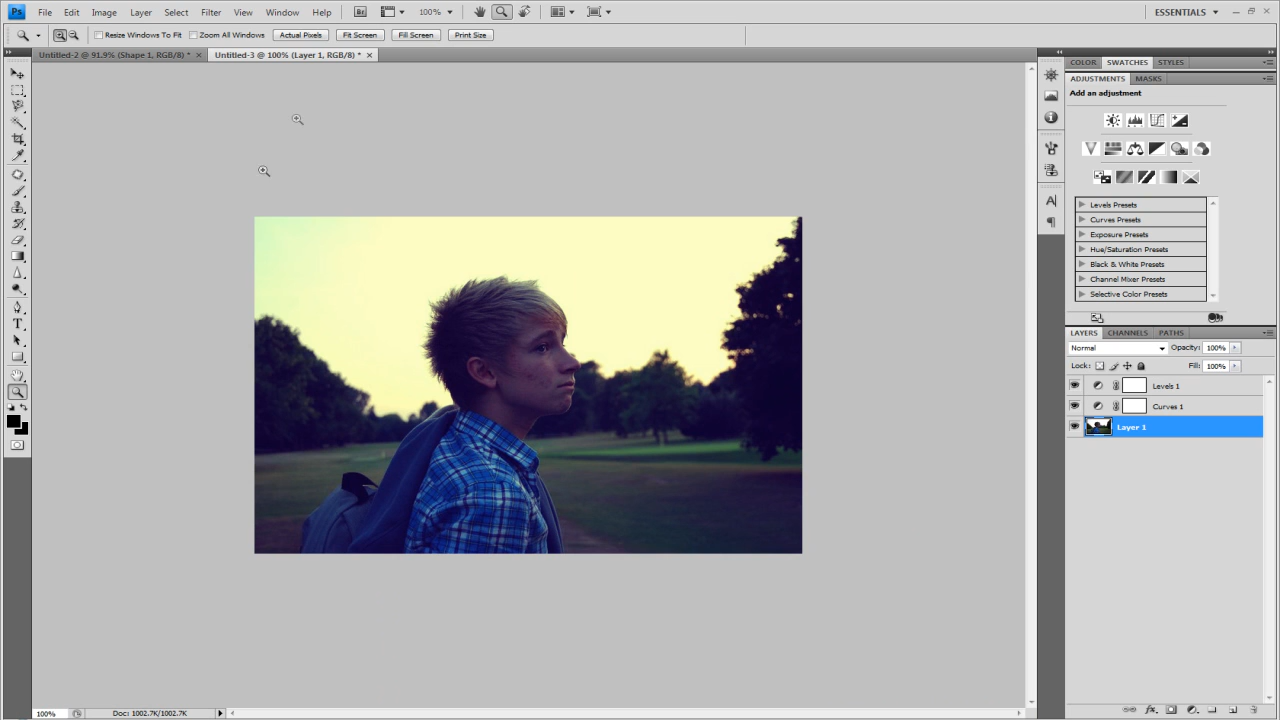 Ps File Edit Image Layer Select Filter View Window Help Br 100% ESSENTIALS
Resize Windows To Fit Zoom All Windows Actual Pixels Fit Screen Fill Screen Print Size
Untitled-2 @ 91.9% (Shape 1, RGB/8) * Untitled-3 @ 100% (Layer 1, RGB/8) *
COLOR SWATCHES STYLES
ADJUSTMENTS MASKS
Add an adjustment
Levels Presets
Curves Presets
Exposure Presets
Hue/Saturation Presets
Black & White Presets
Channel Mixer Presets
Selective Color Presets
LAYERS CHANNELS PATHS
Normal Opacity: 100%
Lock: Fill: 100%
Levels 1
Curves 1
Layer 1
100% Doc: 1002.7K/1002.7K